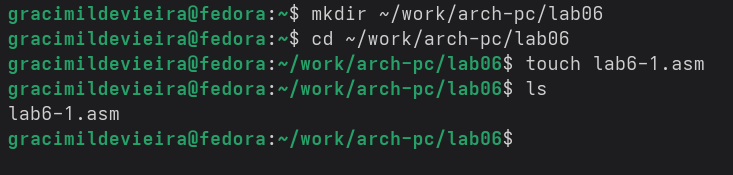 gracimildevieira@fedora:~$ mkdir ~/work/arch-pc/lab06
gracimildevieira@fedora:~$ cd ~/work/arch-pc/lab06
gracimildevieira@fedora:~/work/arch-pc/lab06$ touch lab6-1.asm
gracimildevieira@fedora:~/work/arch-pc/lab06$ ls
lab6-1.asm
gracimildevieira@fedora:~/work/arch-pc/lab06$